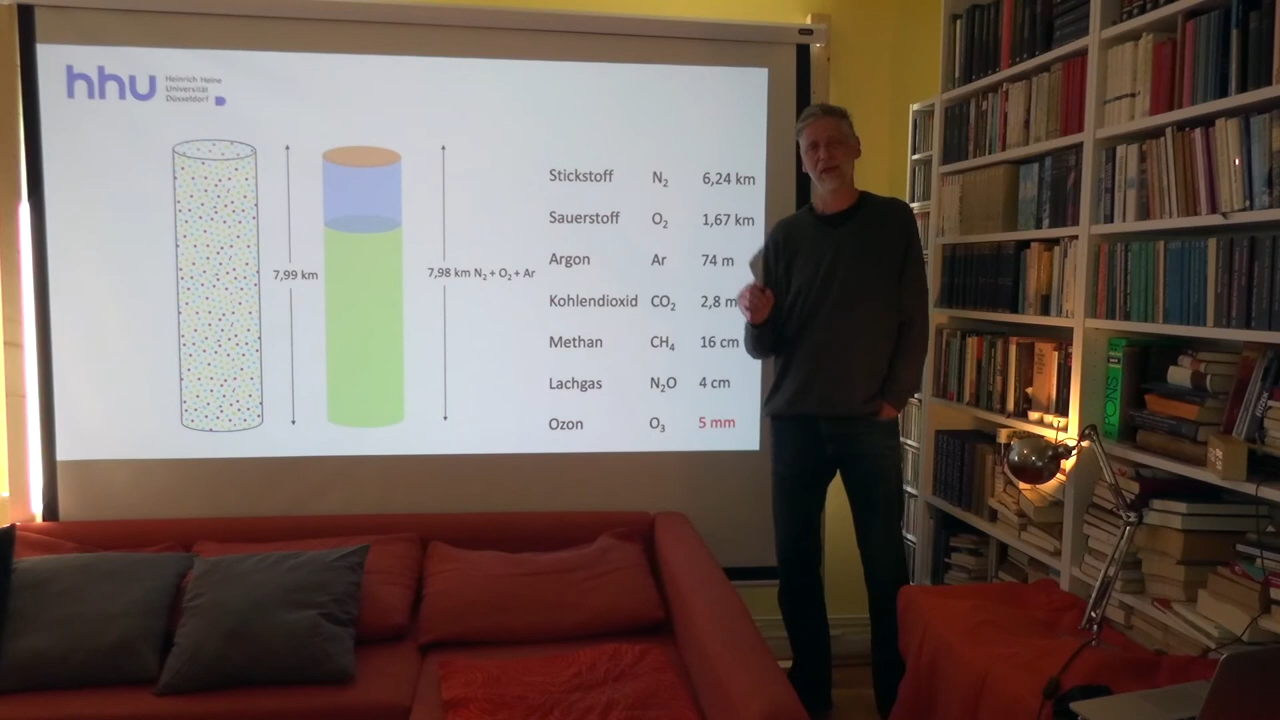 hhu Heinrich Heine
Universität
Düsseldorf
7,99 km
7,98 km N₂ + O₂ + Ar
Stickstoff N₂ 6,24 km
Sauerstoff O₂ 1,67 km
Argon Ar 74 m
Kohlendioxid CO₂ 2,8 m
Methan CH₄ 16 cm
Lachgas N₂O 4 cm
Ozon O₃ 5 mm
PONS